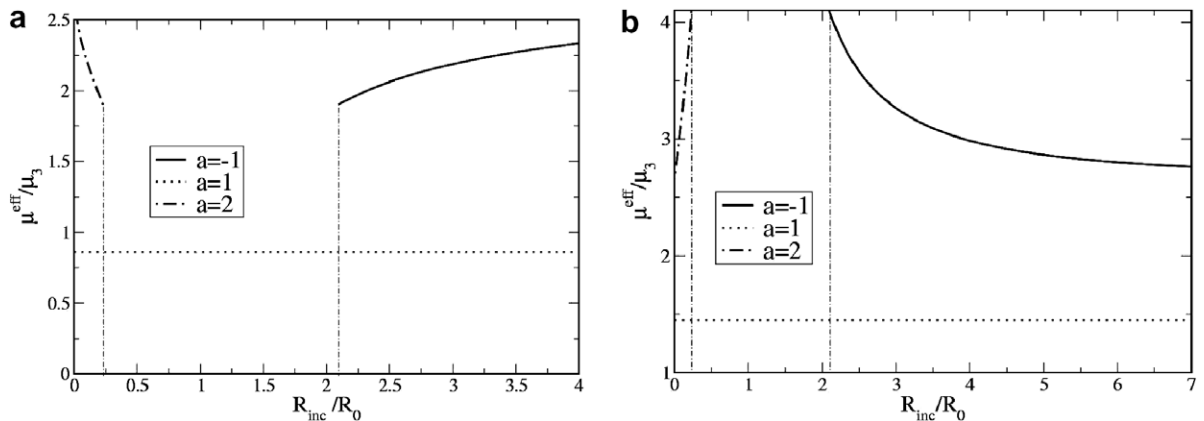 a
2.5
2
1.5
1
0.5
0
μ^eff/μ_3
a=-1
a=1
a=2
0 0.5 1 1.5 2 2.5 3 3.5 4
R_inc/R_0
b
4
3
2
1
μ^eff/μ_3
a=-1
a=1
a=2
0 1 2 3 4 5 6 7
R_inc/R_0